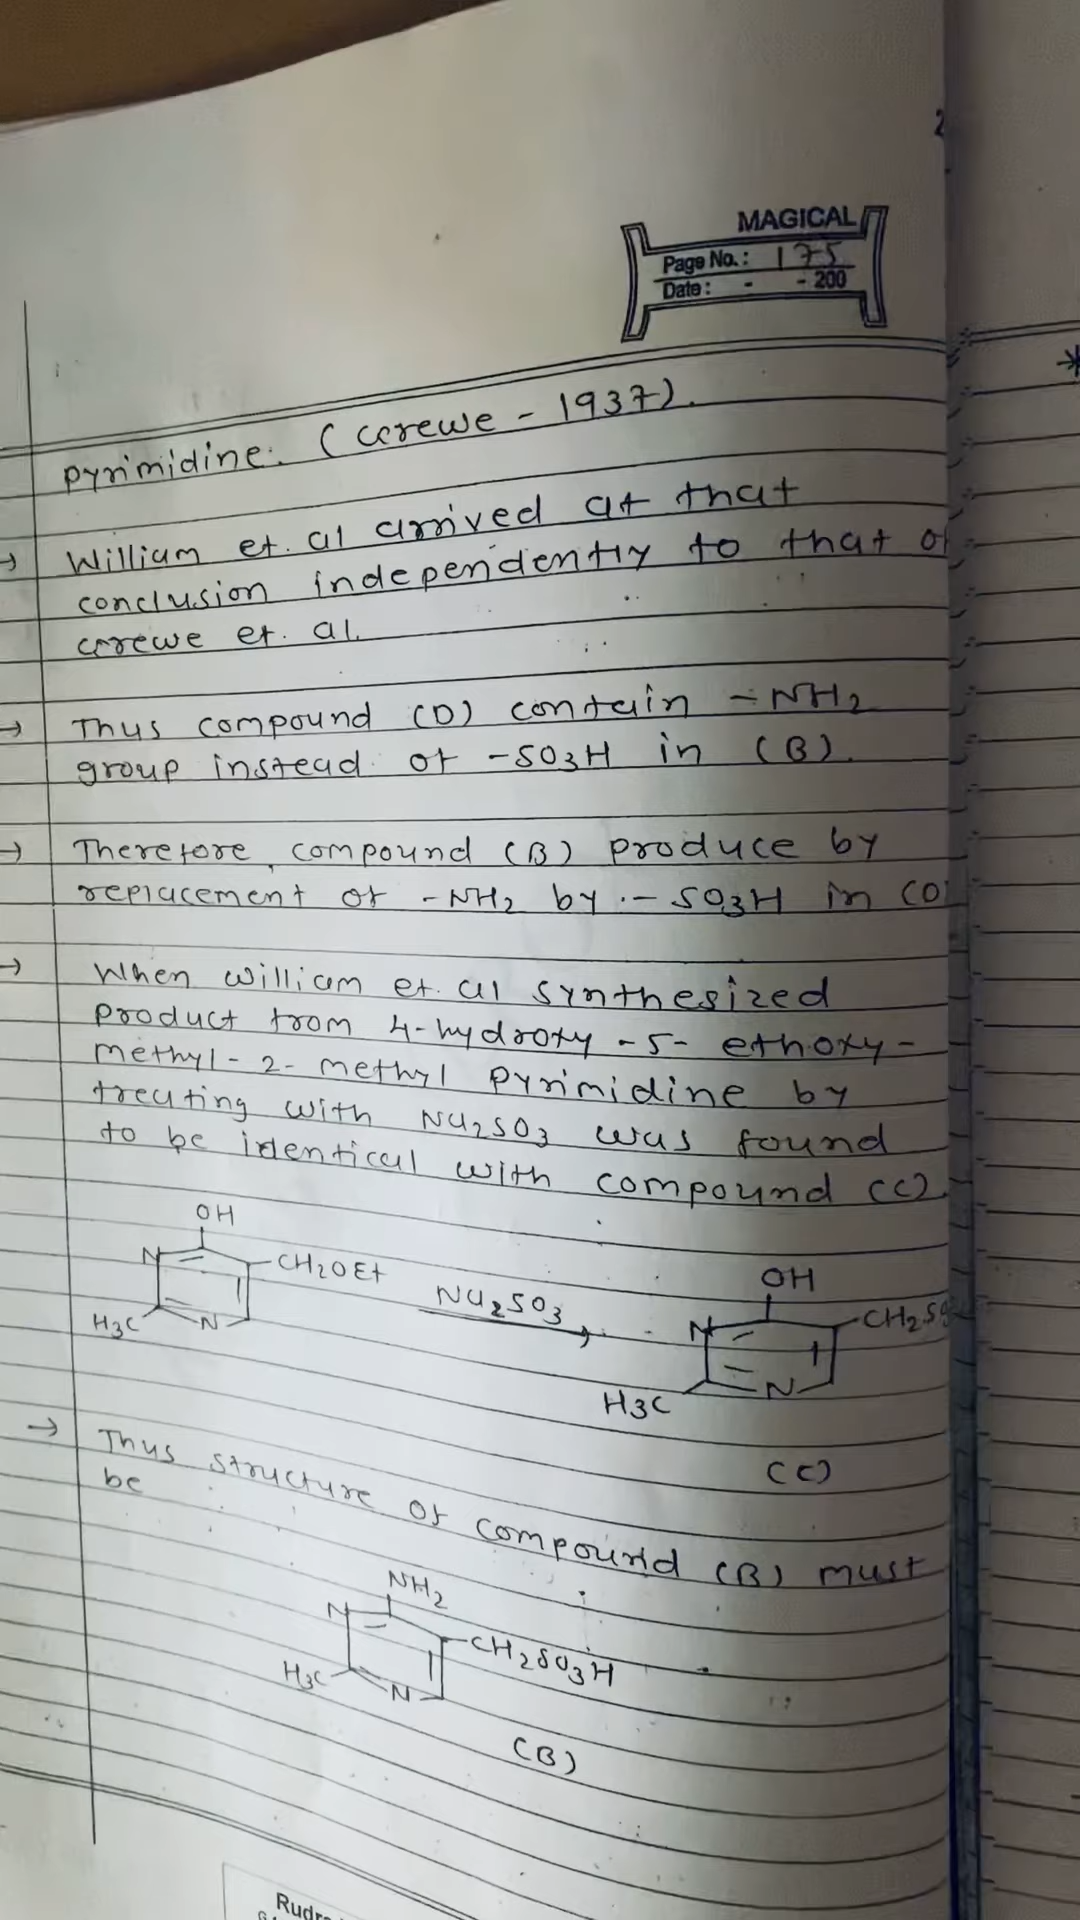 2
MAGICAL
Page No.: 175
Date: - - 200
pyrimidine. (Grewe - 1937).
→ William et. al arrived at that
conclusion independently to that of
Grewe et. al.
→ Thus compound (D) contain -NH2
group instead of -SO3H in (B).
→ Therefore, compound (B) produce by
replacement of -NH2 by -SO3H in (D)
→ When william et. al synthesized
product from 4-hydroxy -5- ethoxy-
methyl-2-methyl pyrimidine by
treating with Na2SO3 was found
to be identical with compound (C).
OH
N
CH2OEt
H3C
N
Na2SO3
OH
N
CH2SO
H3C
N
(C)
→ Thus structure of compound (B) must
be
NH2
N
CH2SO3H
H3C
N
(B)